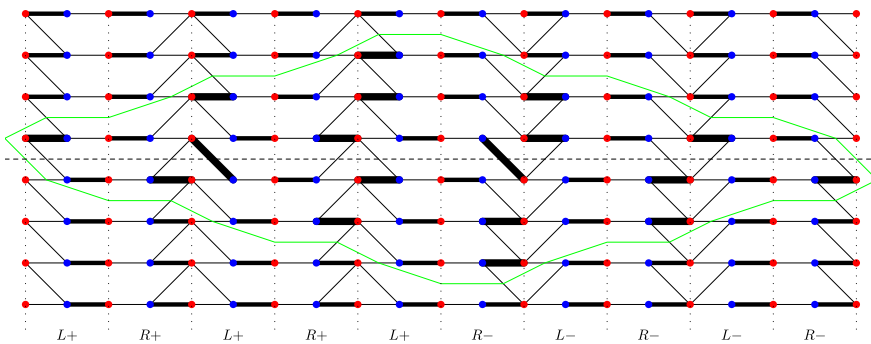 L+ R+ L+ R+ L+ R− L− R− L− R−